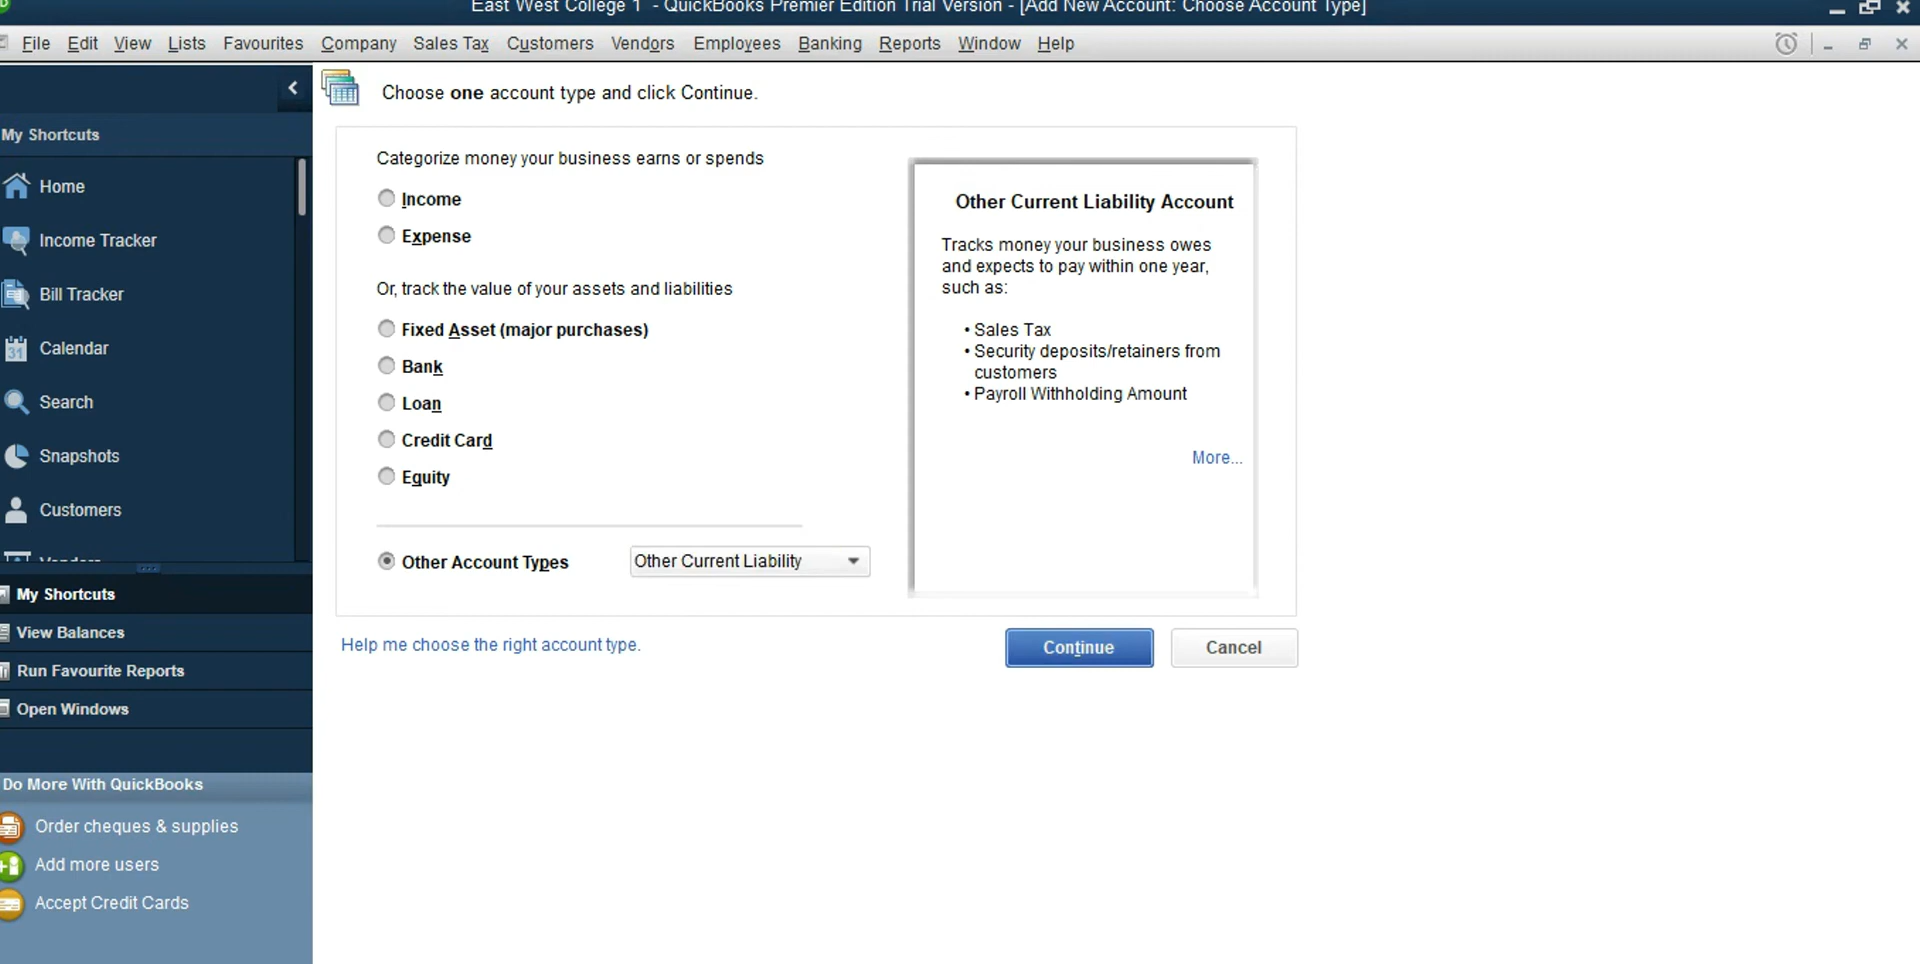 East West College 1 - QuickBooks Premier Edition Trial Version - [Add New Account: Choose Account Type]
File Edit View Lists Favourites Company Sales Tax Customers Vendors Employees Banking Reports Window Help
Choose one account type and click Continue.
My Shortcuts
Home
Income Tracker
Bill Tracker
31
Calendar
Search
Snapshots
Customers
Vendors
My Shortcuts
View Balances
Run Favourite Reports
Open Windows
Do More With QuickBooks
Order cheques & supplies
Add more users
Accept Credit Cards
Categorize money your business earns or spends
Income
Expense
Or, track the value of your assets and liabilities
Fixed Asset (major purchases)
Bank
Loan
Credit Card
Equity
Other Account Types
Other Current Liability
Other Current Liability Account
Tracks money your business owes
and expects to pay within one year,
such as:
• Sales Tax
• Security deposits/retainers from
customers
• Payroll Withholding Amount
More...
Help me choose the right account type.
Continue
Cancel